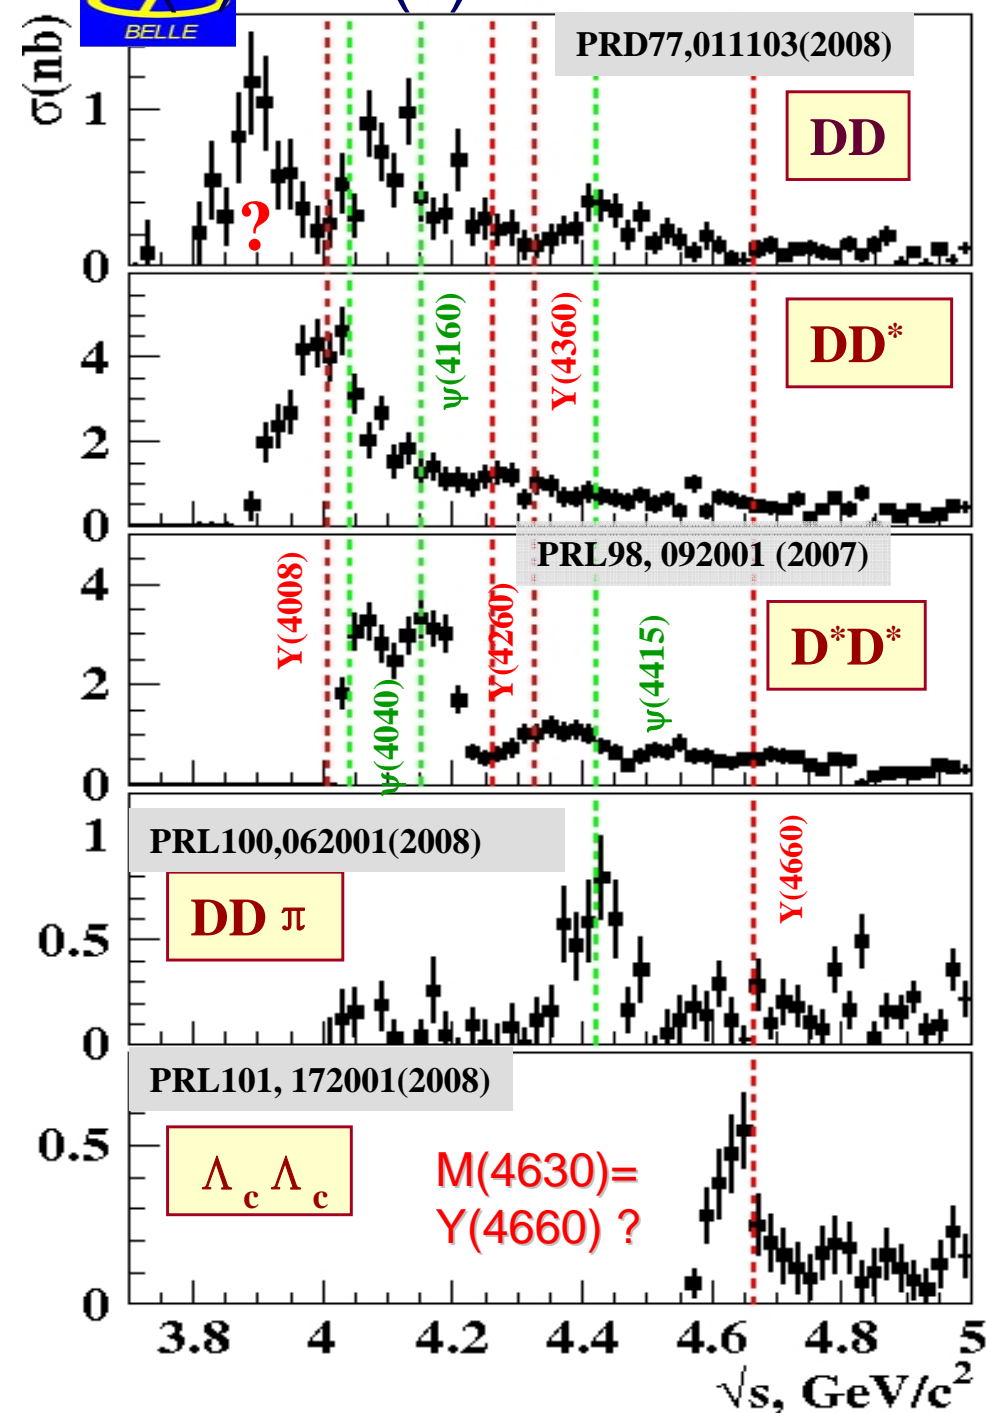 BELLE
σ(nb)
PRD77,011103(2008)
DD
1
?
0
DD*
4
2
0
ψ(4160)
Y(4360)
PRL98, 092001 (2007)
D*D*
4
2
0
Y(4008)
ψ(4040)
Y(4260)
ψ(4415)
PRL100,062001(2008)
DD π
1
0.5
0
Y(4660)
PRL101, 172001(2008)
Λc Λc
M(4630)=
Y(4660) ?
0.5
0
3.8 4 4.2 4.4 4.6 4.8 5
√s, GeV/c²